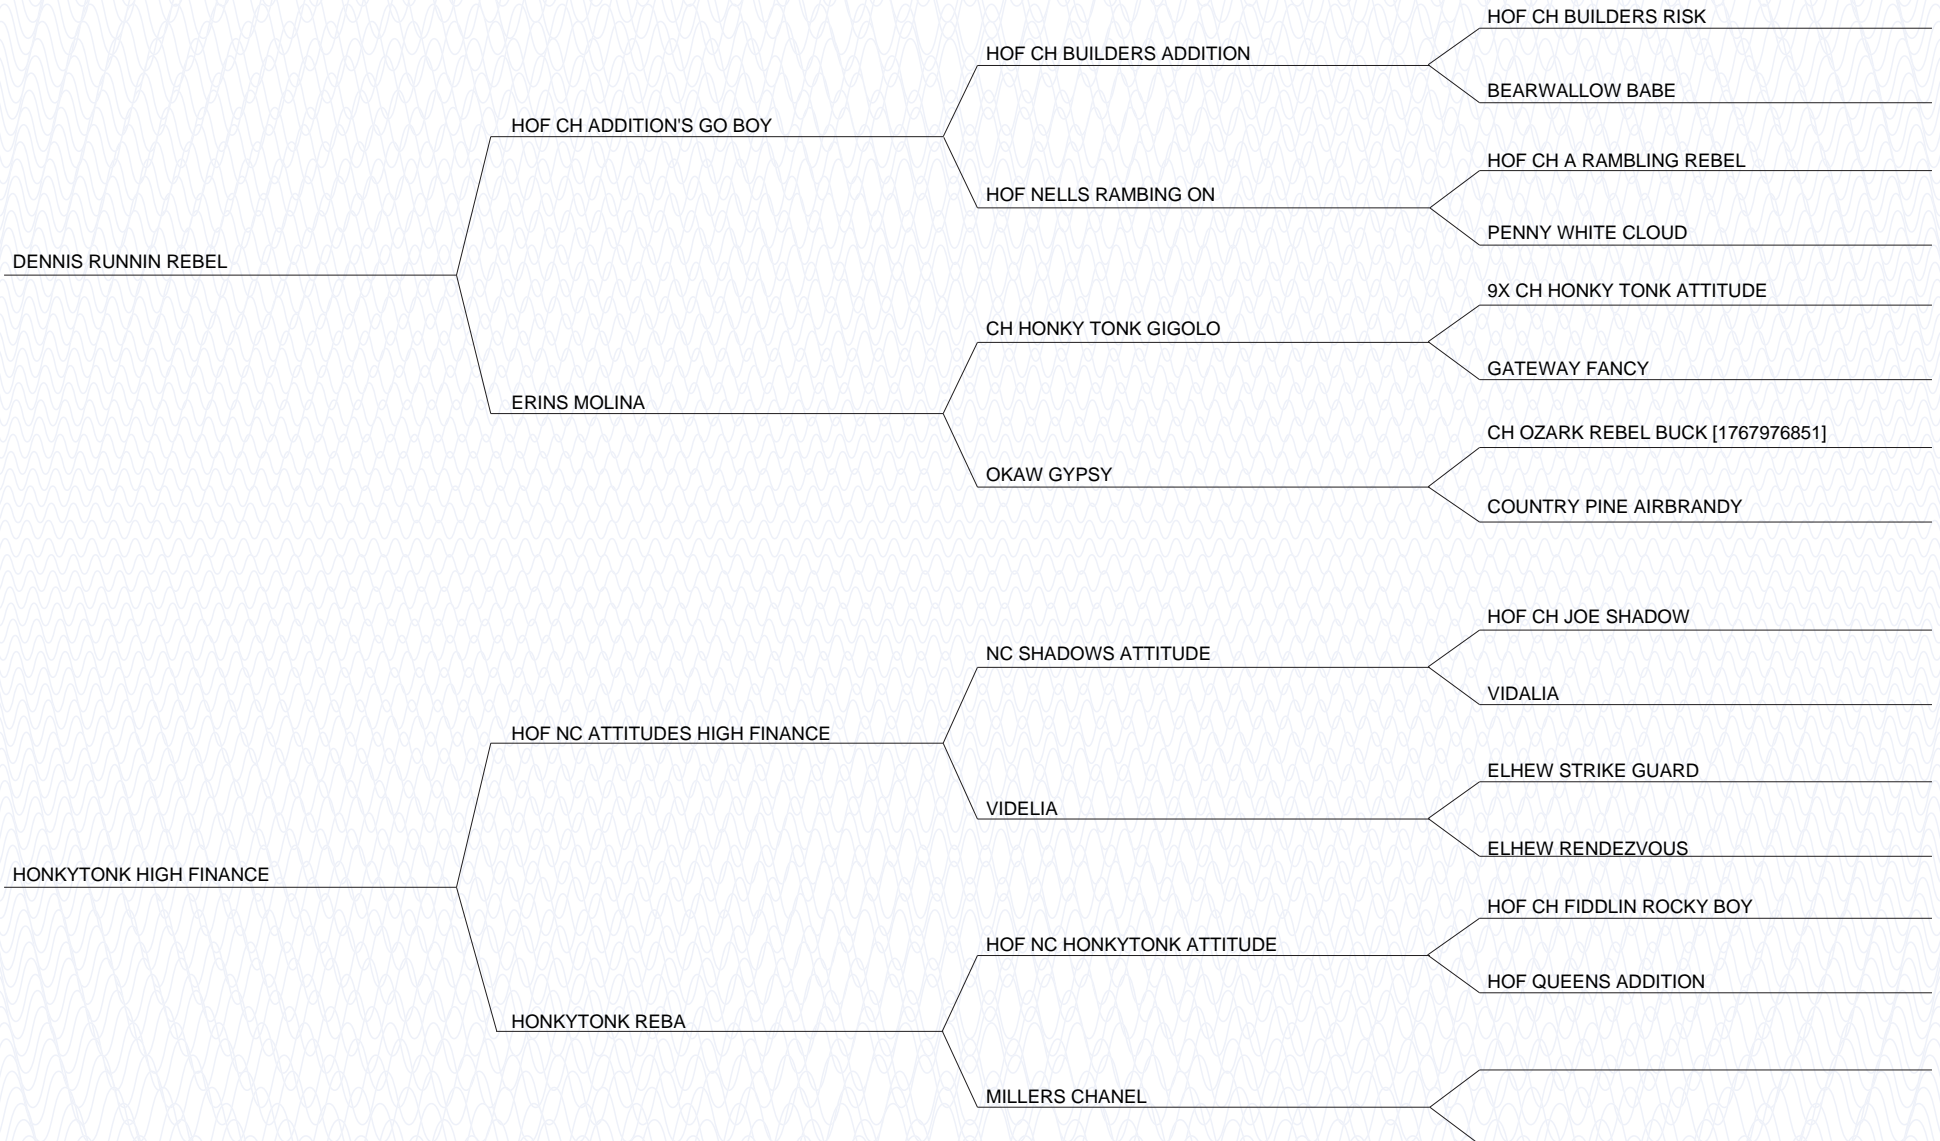 HOF CH BUILDERS RISK
HOF CH BUILDERS ADDITION
BEARWALLOW BABE
HOF CH ADDITION'S GO BOY
HOF CH A RAMBLING REBEL
HOF NELLS RAMBING ON
PENNY WHITE CLOUD
DENNIS RUNNIN REBEL
9X CH HONKY TONK ATTITUDE
CH HONKY TONK GIGOLO
GATEWAY FANCY
ERINS MOLINA
CH OZARK REBEL BUCK [1767976851]
OKAW GYPSY
COUNTRY PINE AIRBRANDY
HOF CH JOE SHADOW
NC SHADOWS ATTITUDE
VIDALIA
HOF NC ATTITUDES HIGH FINANCE
ELHEW STRIKE GUARD
VIDELIA
ELHEW RENDEZVOUS
HONKYTONK HIGH FINANCE
HOF CH FIDDLIN ROCKY BOY
HOF NC HONKYTONK ATTITUDE
HOF QUEENS ADDITION
HONKYTONK REBA
MILLERS CHANEL